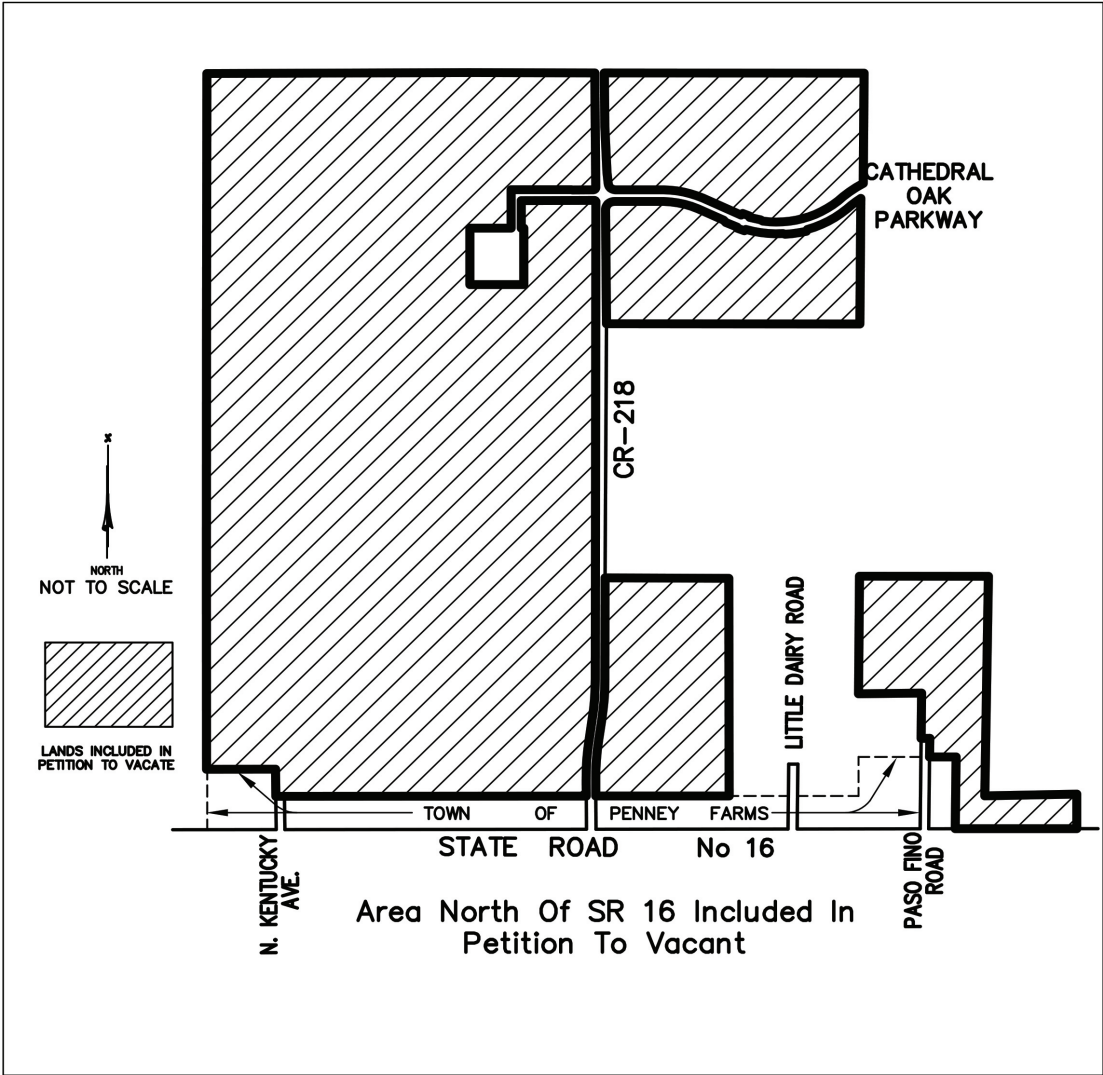 CATHEDRAL
OAK
PARKWAY
CR-218
x
NORTH
NOT TO SCALE
LITTLE DAIRY ROAD
LANDS INCLUDED IN
PETITION TO VACATE
TOWN OF PENNEY FARMS
STATE ROAD No 16
N. KENTUCKY
AVE.
PASO FINO
ROAD
Area North Of SR 16 Included In
Petition To Vacant